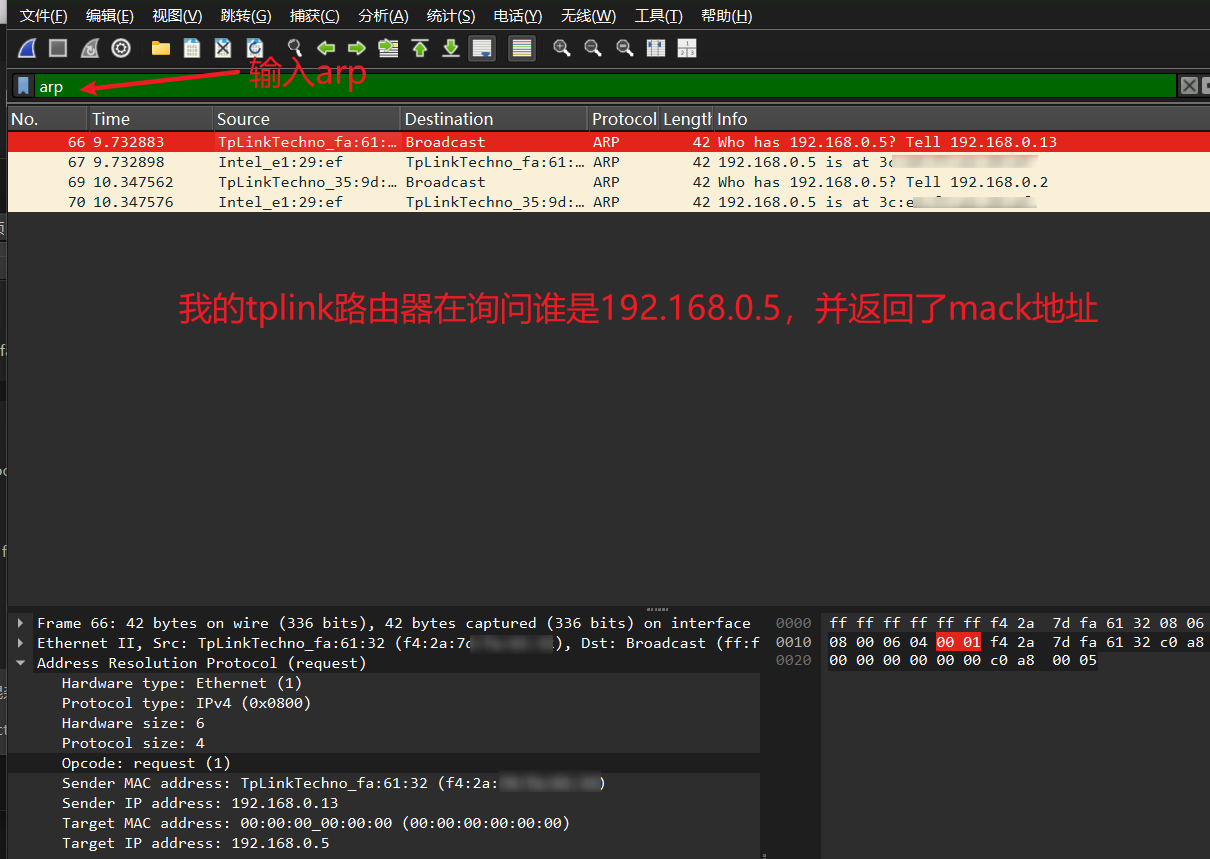 文件(F) 编辑(E) 视图(V) 跳转(G) 捕获(C) 分析(A) 统计(S) 电话(Y) 无线(W) 工具(T) 帮助(H)
输入arp
arp
No. Time Source Destination Protocol Length Info
66 9.732883 TpLinkTechno_fa:61:… Broadcast ARP 42 Who has 192.168.0.5? Tell 192.168.0.13
67 9.732898 Intel_e1:29:ef TpLinkTechno_fa:61:… ARP 42 192.168.0.5 is at 3c
69 10.347562 TpLinkTechno_35:9d:… Broadcast ARP 42 Who has 192.168.0.5? Tell 192.168.0.2
70 10.347576 Intel_e1:29:ef TpLinkTechno_35:9d:… ARP 42 192.168.0.5 is at 3c:e
我的tplink路由器在询问谁是192.168.0.5，并返回了mack地址
Frame 66: 42 bytes on wire (336 bits), 42 bytes captured (336 bits) on interface
Ethernet II, Src: TpLinkTechno_fa:61:32 (f4:2a:7d ), Dst: Broadcast (ff:f
Address Resolution Protocol (request)
Hardware type: Ethernet (1)
Protocol type: IPv4 (0x0800)
Hardware size: 6
Protocol size: 4
Opcode: request (1)
Sender MAC address: TpLinkTechno_fa:61:32 (f4:2a: )
Sender IP address: 192.168.0.13
Target MAC address: 00:00:00_00:00:00 (00:00:00:00:00:00)
Target IP address: 192.168.0.5
0000 ff ff ff ff ff ff f4 2a 7d fa 61 32 08 06
0010 08 00 06 04 00 01 f4 2a 7d fa 61 32 c0 a8
0020 00 00 00 00 00 00 c0 a8 00 05